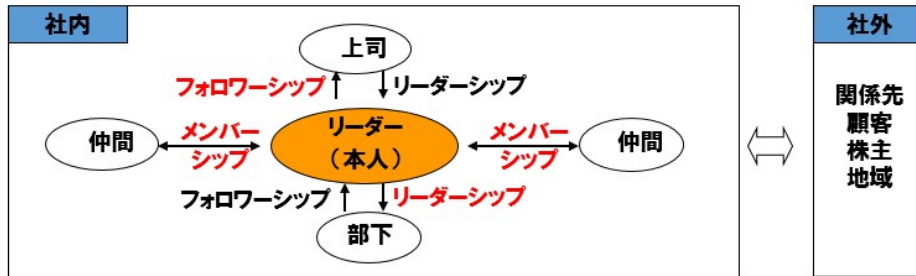 社内
社外
上司
フォロワーシップ
リーダーシップ
仲間
メンバー
シップ
リーダー
（本人）
メンバー
シップ
仲間
フォロワーシップ
リーダーシップ
部下
関係先
顧客
株主
地域